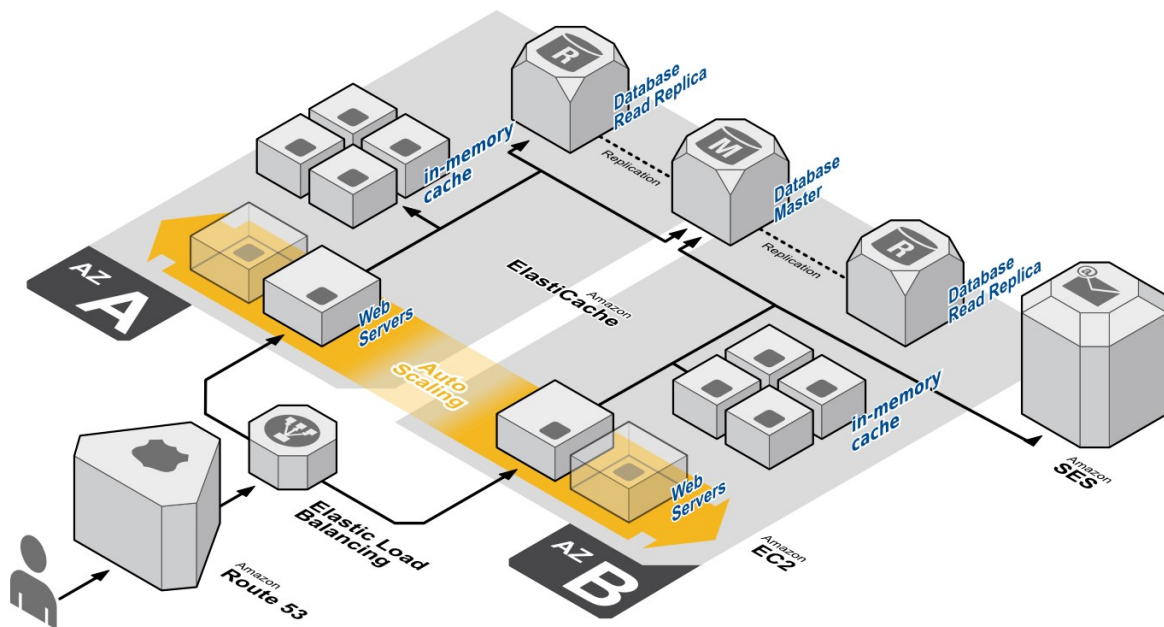 R
Database
Read Replica
Replication
M
Database
Master
Replication
R
Database
Read Replica
in-memory
cache
AZ
A
Web
Servers
Amazon
ElastiCache
Auto
Scaling
in-memory
cache
@
Amazon
SES
Web
Servers
Elastic Load
Balancing
Amazon
Route 53
AZ
B
Amazon
EC2